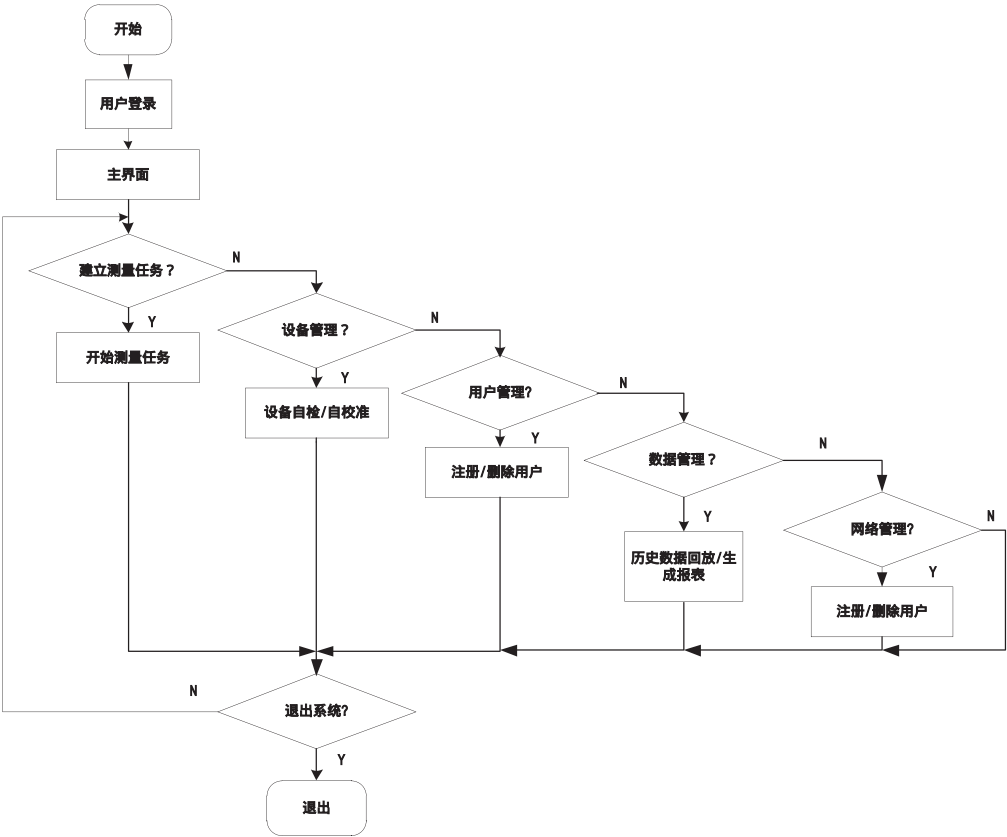 开始
用户登录
主界面
建立测量任务？
N
Y
开始测量任务
设备管理？
N
Y
设备自检/自校准
用户管理?
N
Y
注册/删除用户
数据管理？
N
Y
历史数据回放/生
成报表
网络管理?
N
Y
注册/删除用户
退出系统?
N
Y
退出